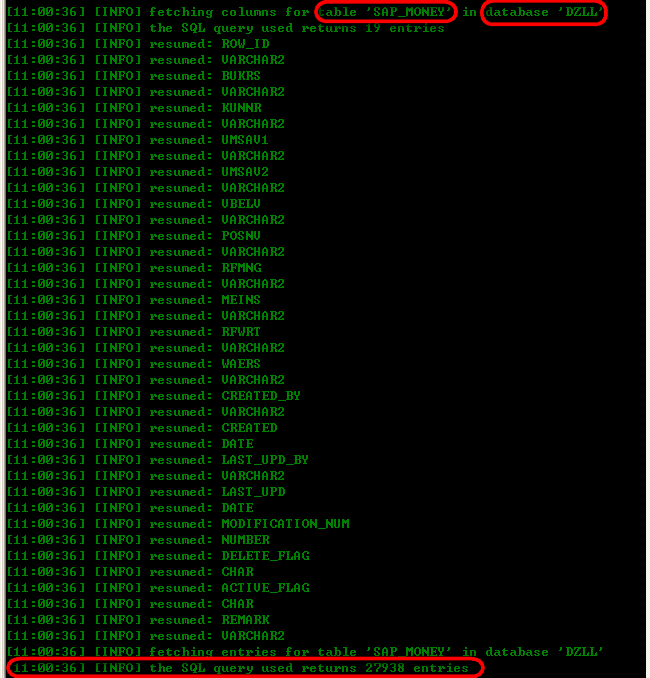 [11:00:36] [INFO] fetching columns for table 'SAP_MONEY' in database 'DZLL'
[11:00:36] [INFO] the SQL query used returns 19 entries
[11:00:36] [INFO] resumed: ROW_ID
[11:00:36] [INFO] resumed: VARCHAR2
[11:00:36] [INFO] resumed: BUKRS
[11:00:36] [INFO] resumed: VARCHAR2
[11:00:36] [INFO] resumed: KUNNR
[11:00:36] [INFO] resumed: VARCHAR2
[11:00:36] [INFO] resumed: UMSAV1
[11:00:36] [INFO] resumed: VARCHAR2
[11:00:36] [INFO] resumed: UMSAV2
[11:00:36] [INFO] resumed: VARCHAR2
[11:00:36] [INFO] resumed: VBELV
[11:00:36] [INFO] resumed: VARCHAR2
[11:00:36] [INFO] resumed: POSNV
[11:00:36] [INFO] resumed: VARCHAR2
[11:00:36] [INFO] resumed: RFMNG
[11:00:36] [INFO] resumed: VARCHAR2
[11:00:36] [INFO] resumed: MEINS
[11:00:36] [INFO] resumed: VARCHAR2
[11:00:36] [INFO] resumed: RFWRT
[11:00:36] [INFO] resumed: VARCHAR2
[11:00:36] [INFO] resumed: WAERS
[11:00:36] [INFO] resumed: VARCHAR2
[11:00:36] [INFO] resumed: CREATED_BY
[11:00:36] [INFO] resumed: VARCHAR2
[11:00:36] [INFO] resumed: CREATED
[11:00:36] [INFO] resumed: DATE
[11:00:36] [INFO] resumed: LAST_UPD_BY
[11:00:36] [INFO] resumed: VARCHAR2
[11:00:36] [INFO] resumed: LAST_UPD
[11:00:36] [INFO] resumed: DATE
[11:00:36] [INFO] resumed: MODIFICATION_NUM
[11:00:36] [INFO] resumed: NUMBER
[11:00:36] [INFO] resumed: DELETE_FLAG
[11:00:36] [INFO] resumed: CHAR
[11:00:36] [INFO] resumed: ACTIVE_FLAG
[11:00:36] [INFO] resumed: CHAR
[11:00:36] [INFO] resumed: REMARK
[11:00:36] [INFO] resumed: VARCHAR2
[11:00:36] [INFO] fetching entries for table 'SAP_MONEY' in database 'DZLL'
[11:00:36] [INFO] the SQL query used returns 27938 entries